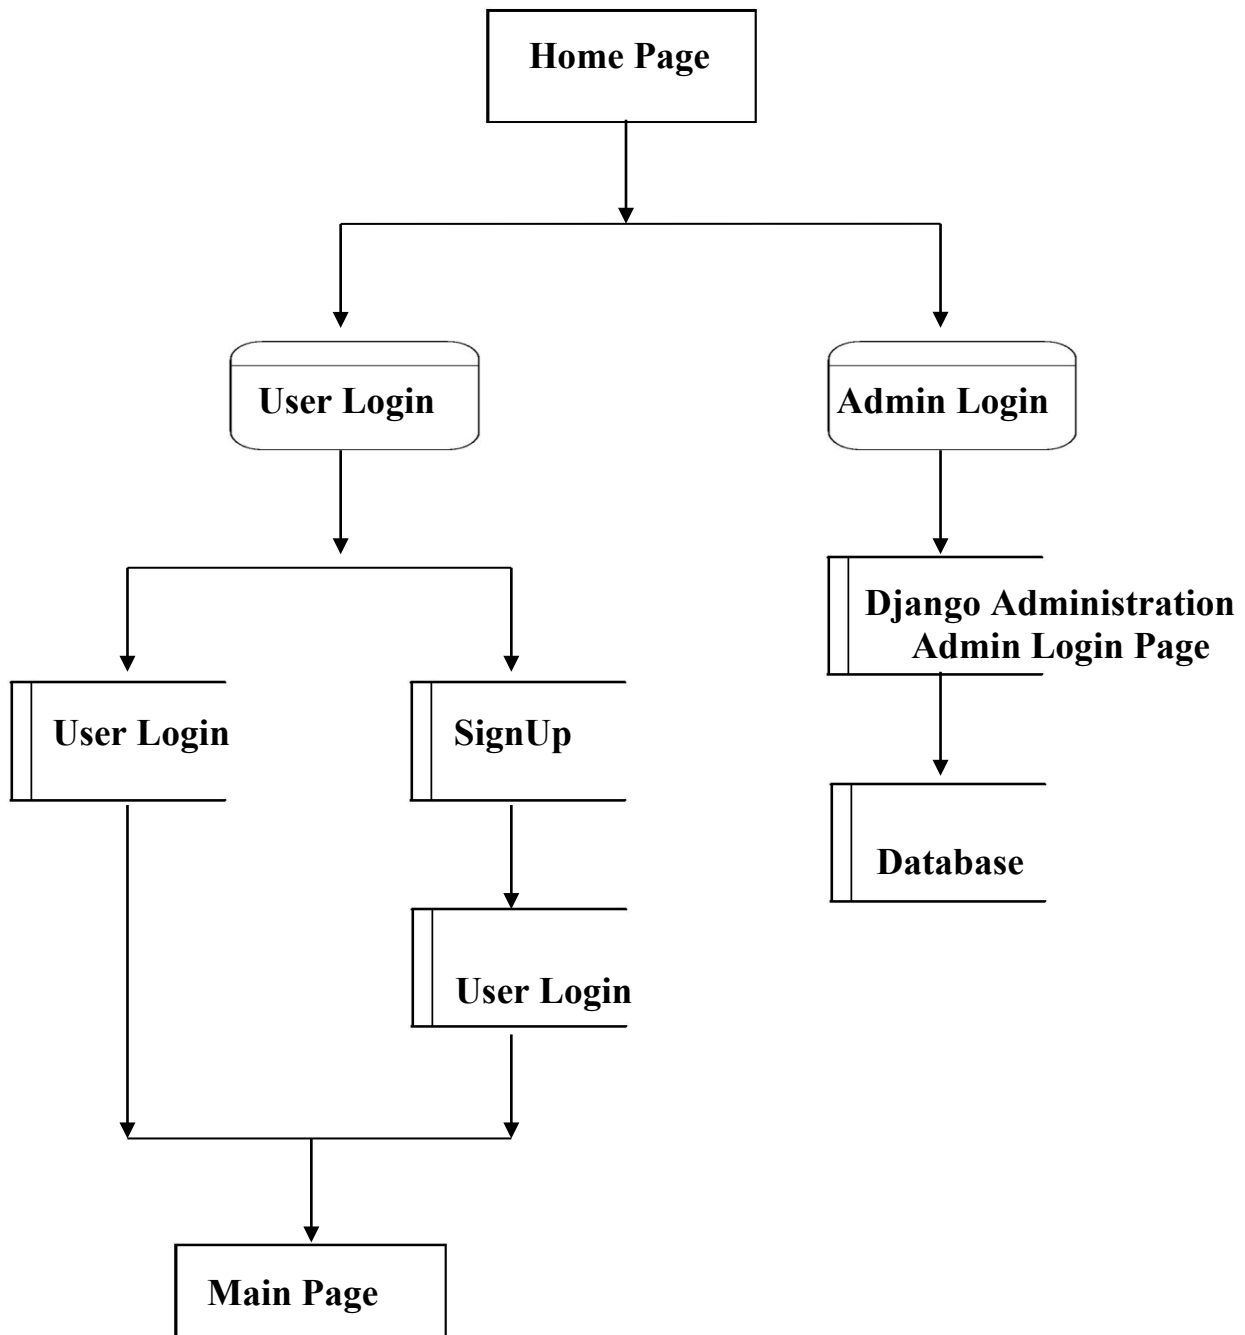 Home Page
User Login
Admin Login
Django Administration
Admin Login Page
User Login
SignUp
Database
User Login
Main Page